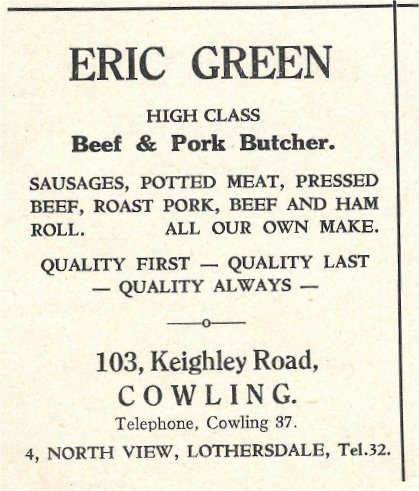 ERIC GREEN
HIGH CLASS
Beef & Pork Butcher.
SAUSAGES, POTTED MEAT, PRESSED
BEEF, ROAST PORK, BEEF AND HAM
ROLL. ALL OUR OWN MAKE.
QUALITY FIRST — QUALITY LAST
— QUALITY ALWAYS —
o
103, Keighley Road,
COWLING.
Telephone, Cowling 37.
4, NORTH VIEW, LOTHERSDALE, Tel.32.